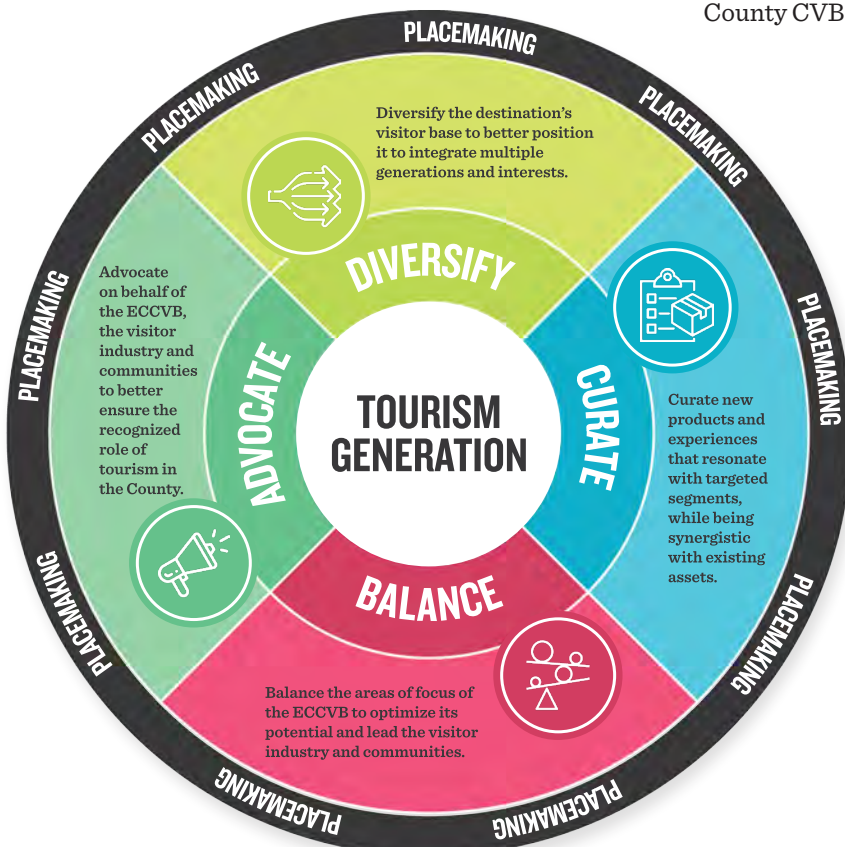 County CVB
PLACEMAKING
PLACEMAKING
PLACEMAKING
PLACEMAKING
PLACEMAKING
PLACEMAKING
PLACEMAKING
PLACEMAKING
PLACEMAKING
Diversify the destination's
visitor base to better position
it to integrate multiple
generations and interests.
DIVERSIFY
Advocate
on behalf of
the ECCVB,
the visitor
industry and
communities
to better
ensure the
recognized
role of
tourism in
the County.
ADVOCATE
TOURISM
GENERATION
CURATE
Curate new
products and
experiences
that resonate
with targeted
segments,
while being
synergistic
with existing
assets.
BALANCE
Balance the areas of focus of
the ECCVB to optimize its
potential and lead the visitor
industry and communities.